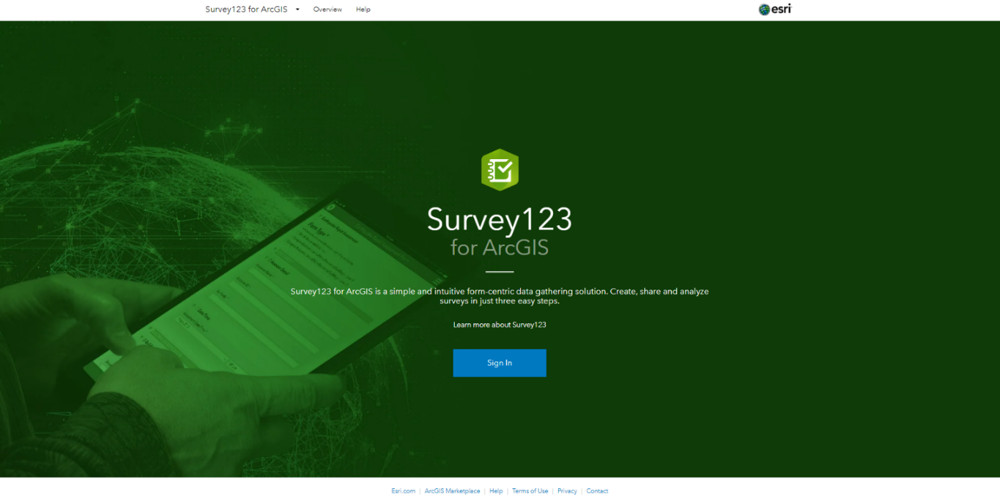 Survey123 for ArcGIS Overview Help esri
Survey123
for ArcGIS
Survey123 for ArcGIS is a simple and intuitive form-centric data gathering solution. Create, share and analyze
surveys in just three easy steps.
Learn more about Survey123
Sign In
Esri.com | ArcGIS Marketplace | Help | Terms of Use | Privacy | Contact